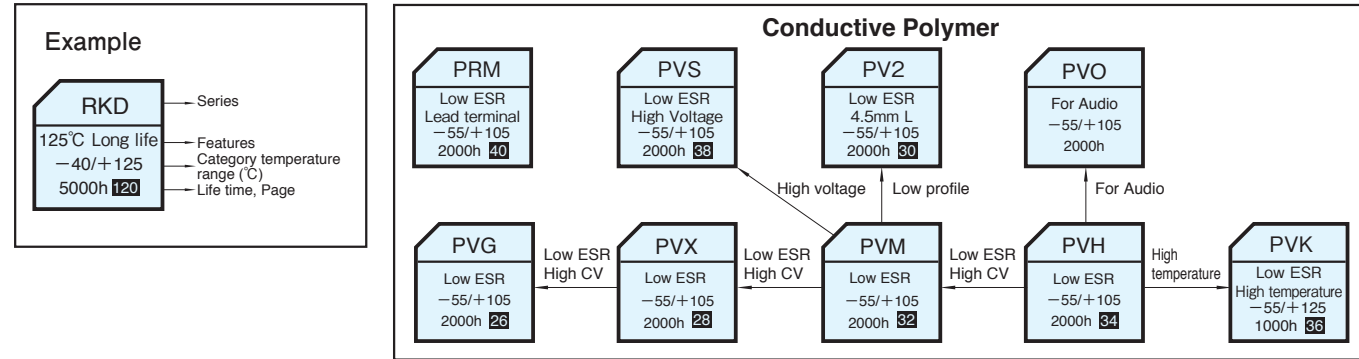 Example
RKD
Series
125℃ Long life
Features
−40/+125
Category temperature
range (℃)
5000h 120
Life time, Page
Conductive Polymer
PRM
Low ESR
Lead terminal
−55/+105
2000h 40
PVS
Low ESR
High Voltage
−55/+105
2000h 38
PV2
Low ESR
4.5mm L
−55/+105
2000h 30
PVO
For Audio
−55/+105
2000h
High voltage
Low profile
For Audio
PVG
Low ESR
−55/+105
2000h 26
Low ESR
High CV
PVX
Low ESR
−55/+105
2000h 28
Low ESR
High CV
PVM
Low ESR
−55/+105
2000h 32
Low ESR
High CV
PVH
Low ESR
−55/+105
2000h 34
High
temperature
PVK
Low ESR
High temperature
−55/+125
1000h 36